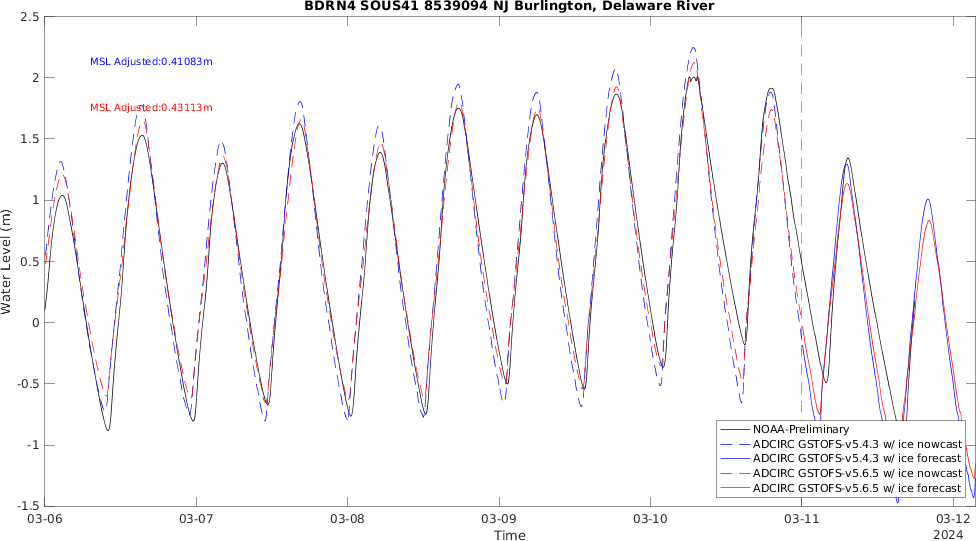 BDRN4 SOUS41 8539094 NJ Burlington, Delaware River
2.5
2
1.5
1
0.5
0
-0.5
-1
-1.5
Water Level (m)
MSL Adjusted:0.41083m
MSL Adjusted:0.43113m
NOAA-Preliminary
ADCIRC GSTOFS-v5.4.3 w/ ice nowcast
ADCIRC GSTOFS-v5.4.3 w/ ice forecast
ADCIRC GSTOFS-v5.6.5 w/ ice nowcast
ADCIRC GSTOFS-v5.6.5 w/ ice forecast
03-06 03-07 03-08 03-09 03-10 03-11 03-12
Time
2024